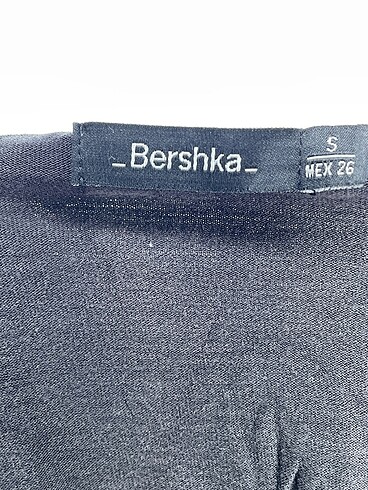 _Bershka_
S
MEX 26